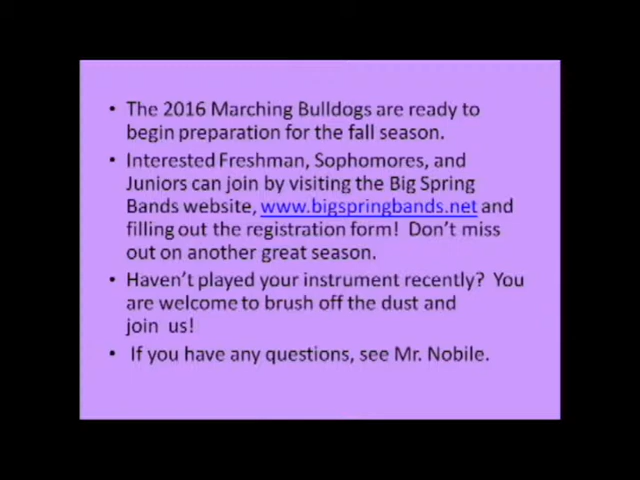 • The 2016 Marching Bulldogs are ready to
begin preparation for the fall season.
• Interested Freshman, Sophomores, and
Juniors can join by visiting the Big Spring
Bands website, www.bigspringbands.net and
filling out the registration form! Don't miss
out on another great season.
• Haven't played your instrument recently? You
are welcome to brush off the dust and
join us!
• If you have any questions, see Mr. Nobile.